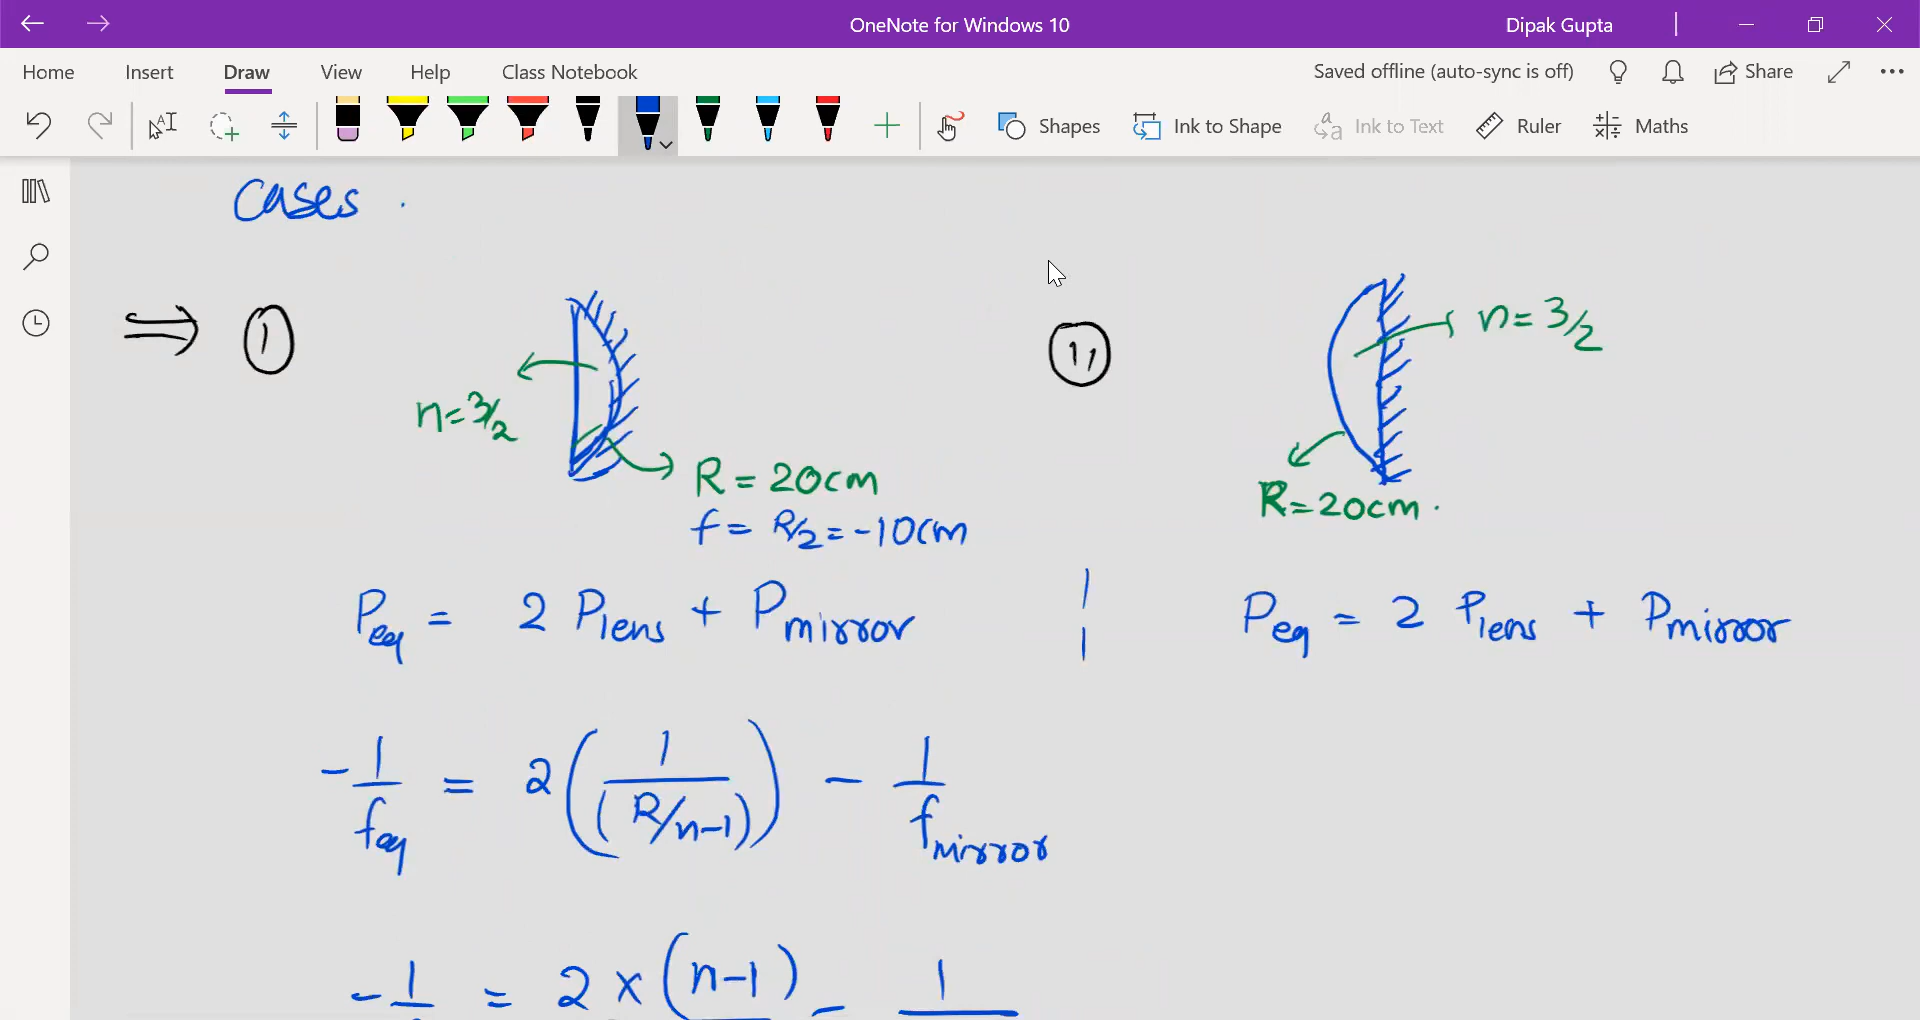 OneNote for Windows 10
Dipak Gupta
Home Insert Draw View Help Class Notebook
Saved offline (auto-sync is off) Share
Shapes Ink to Shape Ink to Text Ruler Maths
Cases .
⇒ ① ⑪
n = 3/2
R = 20cm
f = R/2 = -10cm
n = 3/2
R = 20cm .
Peq = 2 Plens + Pmirror
Peq = 2 Plens + Pmirror
- 1/feq = 2 ( 1/(R/n-1) ) - 1/fmirror
- 1 = 2 × (n-1) - 1